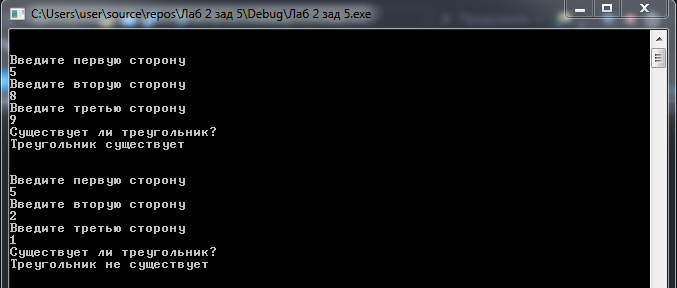 C:\Users\user\source\repos\Лаб 2 зад 5\Debug\Лаб 2 зад 5.exe
Введите первую сторону
5
Введите вторую сторону
8
Введите третью сторону
9
Существует ли треугольник?
Треугольник существует
Введите первую сторону
5
Введите вторую сторону
2
Введите третью сторону
1
Существует ли треугольник?
Треугольник не существует